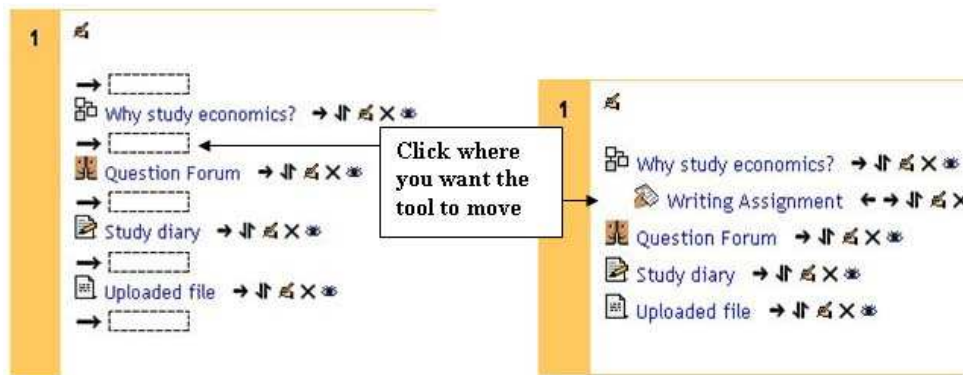 1
Why study economics?
Question Forum
Study diary
Uploaded file
Click where
you want the
tool to move
1
Why study economics?
Writing Assignment
Question Forum
Study diary
Uploaded file